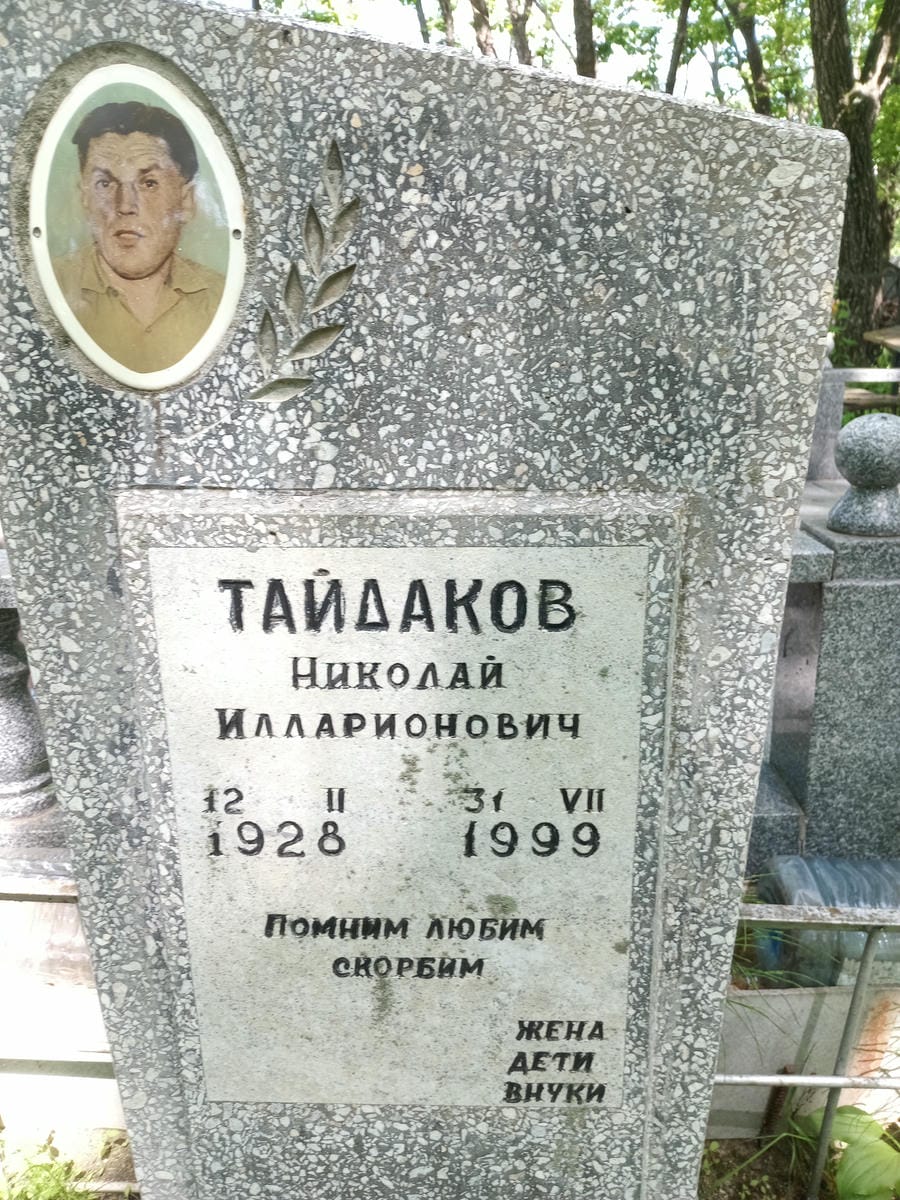 ТАЙДАКОВ
Николай
Илларионович
12 II 31 VII
1928 1999
Помним любим
скорбим
жена
дети
внуки